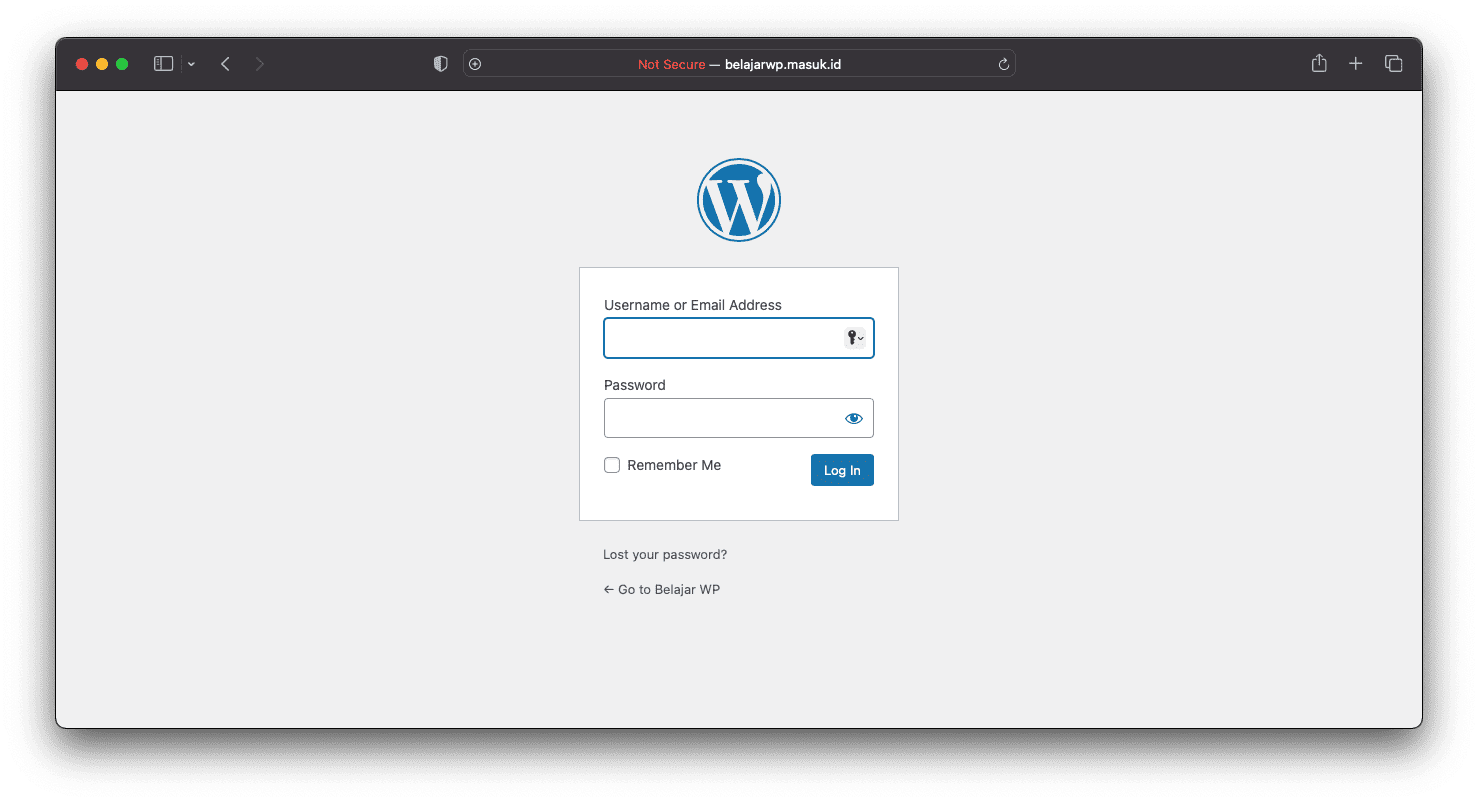 Not Secure — belajarwp.masuk.id
Username or Email Address
Password
Remember Me
Log In
Lost your password?
← Go to Belajar WP